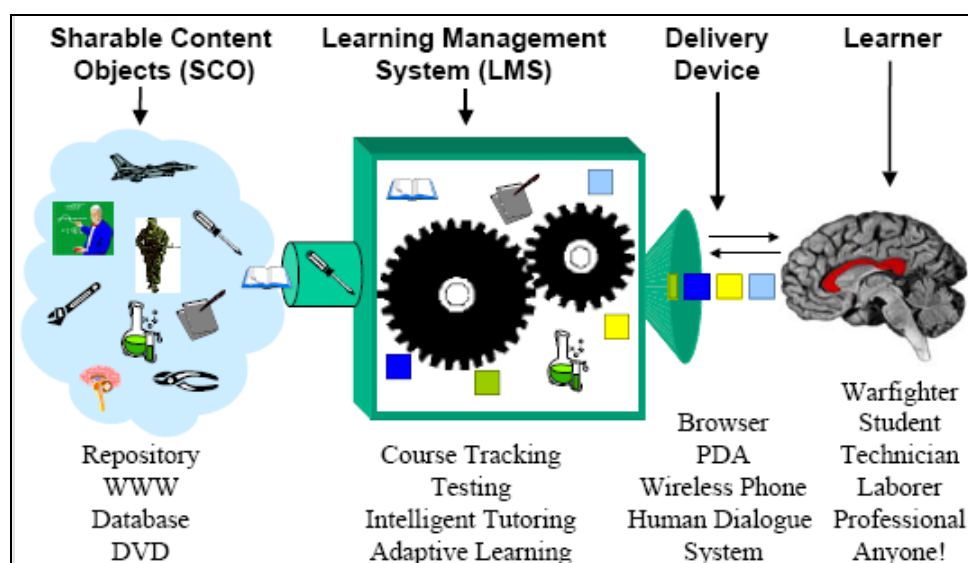 Sharable Content
Objects (SCO)
Learning Management
System (LMS)
Delivery
Device
Learner
Repository
WWW
Database
DVD
Course Tracking
Testing
Intelligent Tutoring
Adaptive Learning
Browser
PDA
Wireless Phone
Human Dialogue
System
Warfighter
Student
Technician
Laborer
Professional
Anyone!